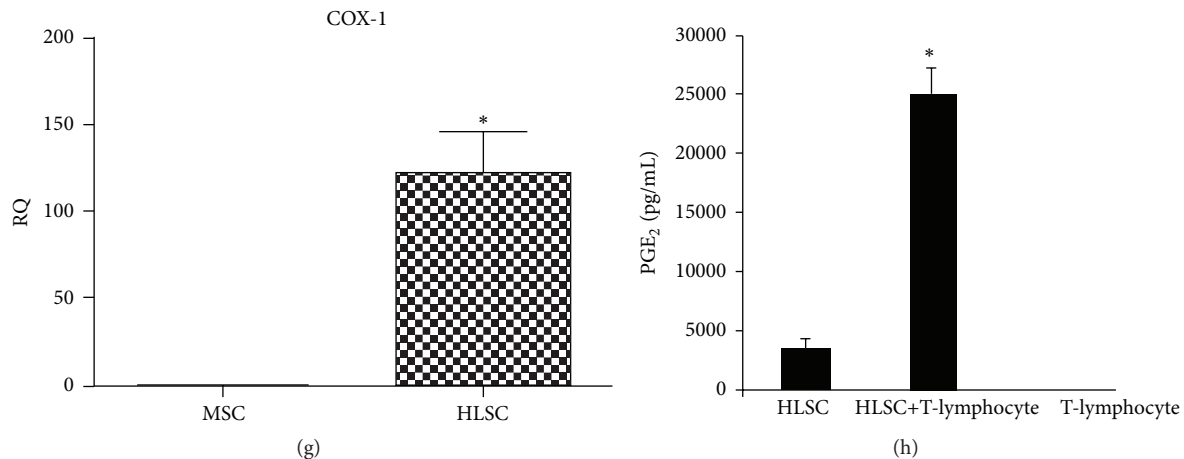 COX-1
200
150
100
50
0
RQ
*
MSC HLSC
(g)
30000
25000
20000
15000
10000
5000
0
PGE2 (pg/mL)
*
HLSC HLSC+T-lymphocyte T-lymphocyte
(h)